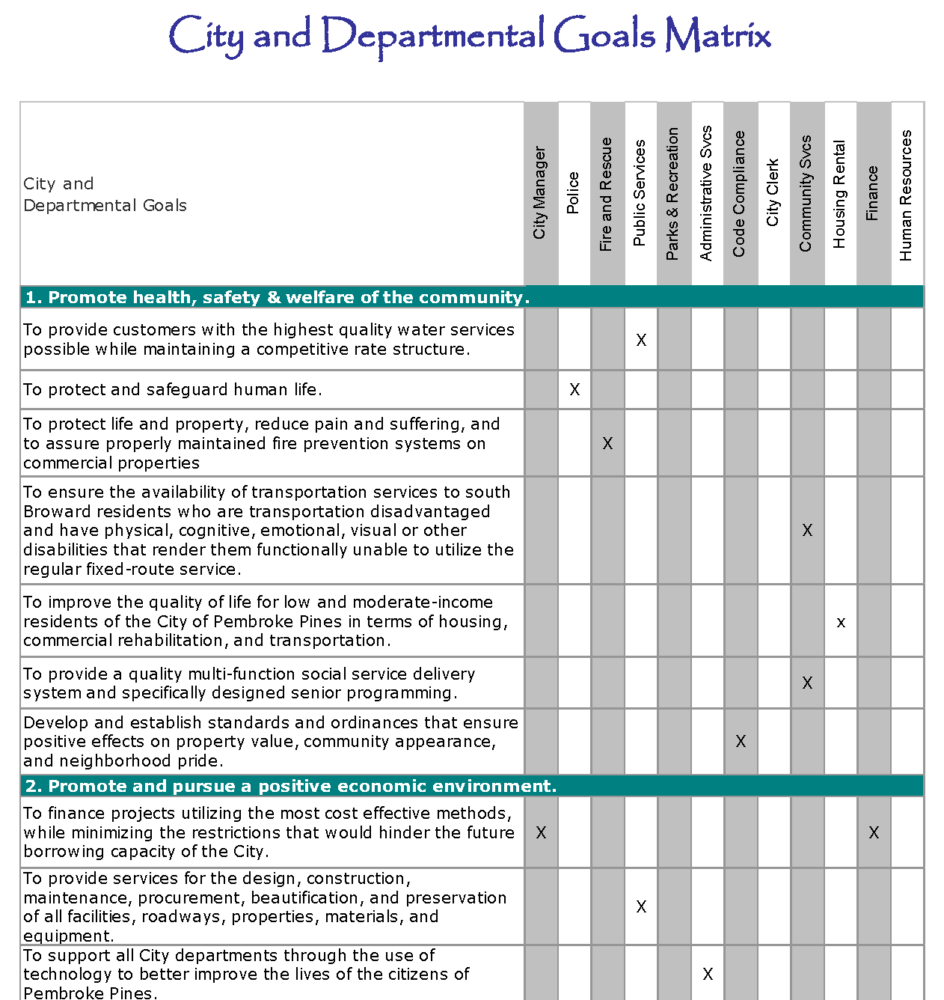 City and Departmental Goals Matrix
City and
Departmental Goals
City Manager
Police
Fire and Rescue
Public Services
Parks & Recreation
Administrative Svcs
Code Compliance
City Clerk
Community Svcs
Housing Rental
Finance
Human Resources
1. Promote health, safety & welfare of the community.
To provide customers with the highest quality water services
possible while maintaining a competitive rate structure.
X
To protect and safeguard human life.
X
To protect life and property, reduce pain and suffering, and
to assure properly maintained fire prevention systems on
commercial properties
X
To ensure the availability of transportation services to south
Broward residents who are transportation disadvantaged
and have physical, cognitive, emotional, visual or other
disabilities that render them functionally unable to utilize the
regular fixed-route service.
X
To improve the quality of life for low and moderate-income
residents of the City of Pembroke Pines in terms of housing,
commercial rehabilitation, and transportation.
x
To provide a quality multi-function social service delivery
system and specifically designed senior programming.
X
Develop and establish standards and ordinances that ensure
positive effects on property value, community appearance,
and neighborhood pride.
X
2. Promote and pursue a positive economic environment.
To finance projects utilizing the most cost effective methods,
while minimizing the restrictions that would hinder the future
borrowing capacity of the City.
X X
To provide services for the design, construction,
maintenance, procurement, beautification, and preservation
of all facilities, roadways, properties, materials, and
equipment.
X
To support all City departments through the use of
technology to better improve the lives of the citizens of
Pembroke Pines.
X